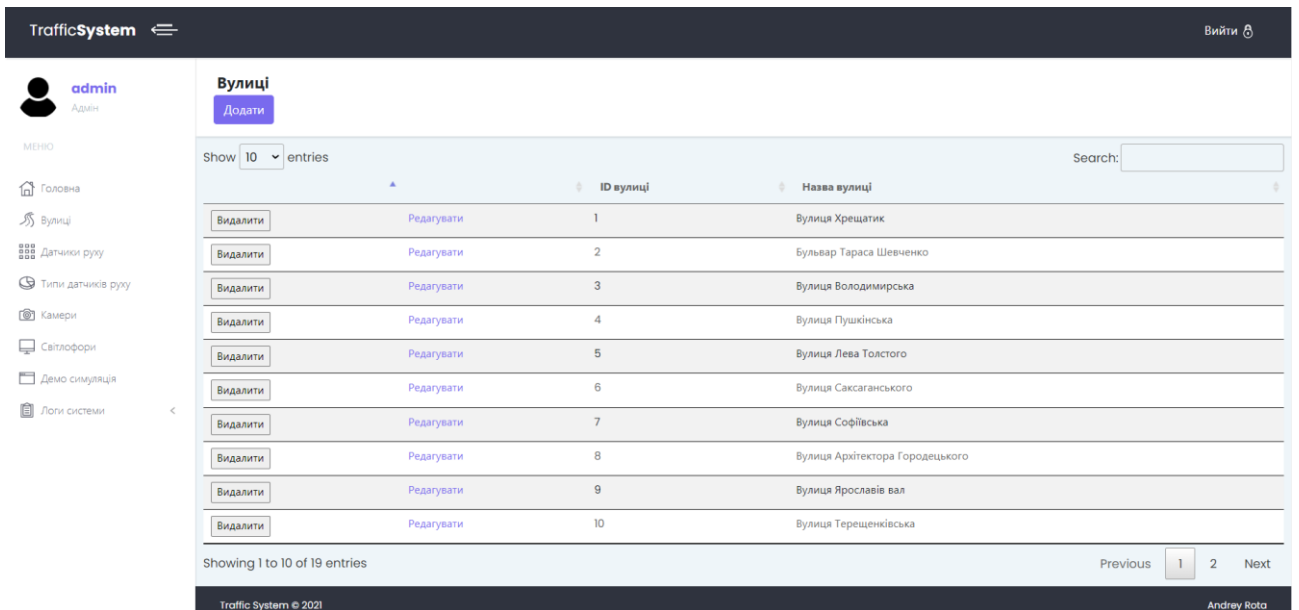 TrafficSystem Вийти
admin
Адмін
МЕНЮ
Головна
Вулиці
Датчики руху
Типи датчиків руху
Камери
Світлофори
Демо симуляція
Логи системи
Вулиці
Додати
Show 10 entries Search:
ID вулиці Назва вулиці
Видалити Редагувати 1 Вулиця Хрещатик
Видалити Редагувати 2 Бульвар Тараса Шевченко
Видалити Редагувати 3 Вулиця Володимирська
Видалити Редагувати 4 Вулиця Пушкінська
Видалити Редагувати 5 Вулиця Лева Толстого
Видалити Редагувати 6 Вулиця Саксаганського
Видалити Редагувати 7 Вулиця Софіївська
Видалити Редагувати 8 Вулиця Архітектора Городецького
Видалити Редагувати 9 Вулиця Ярославів вал
Видалити Редагувати 10 Вулиця Терещенківська
Showing 1 to 10 of 19 entries Previous 1 2 Next
Traffic System © 2021 Andrey Rota